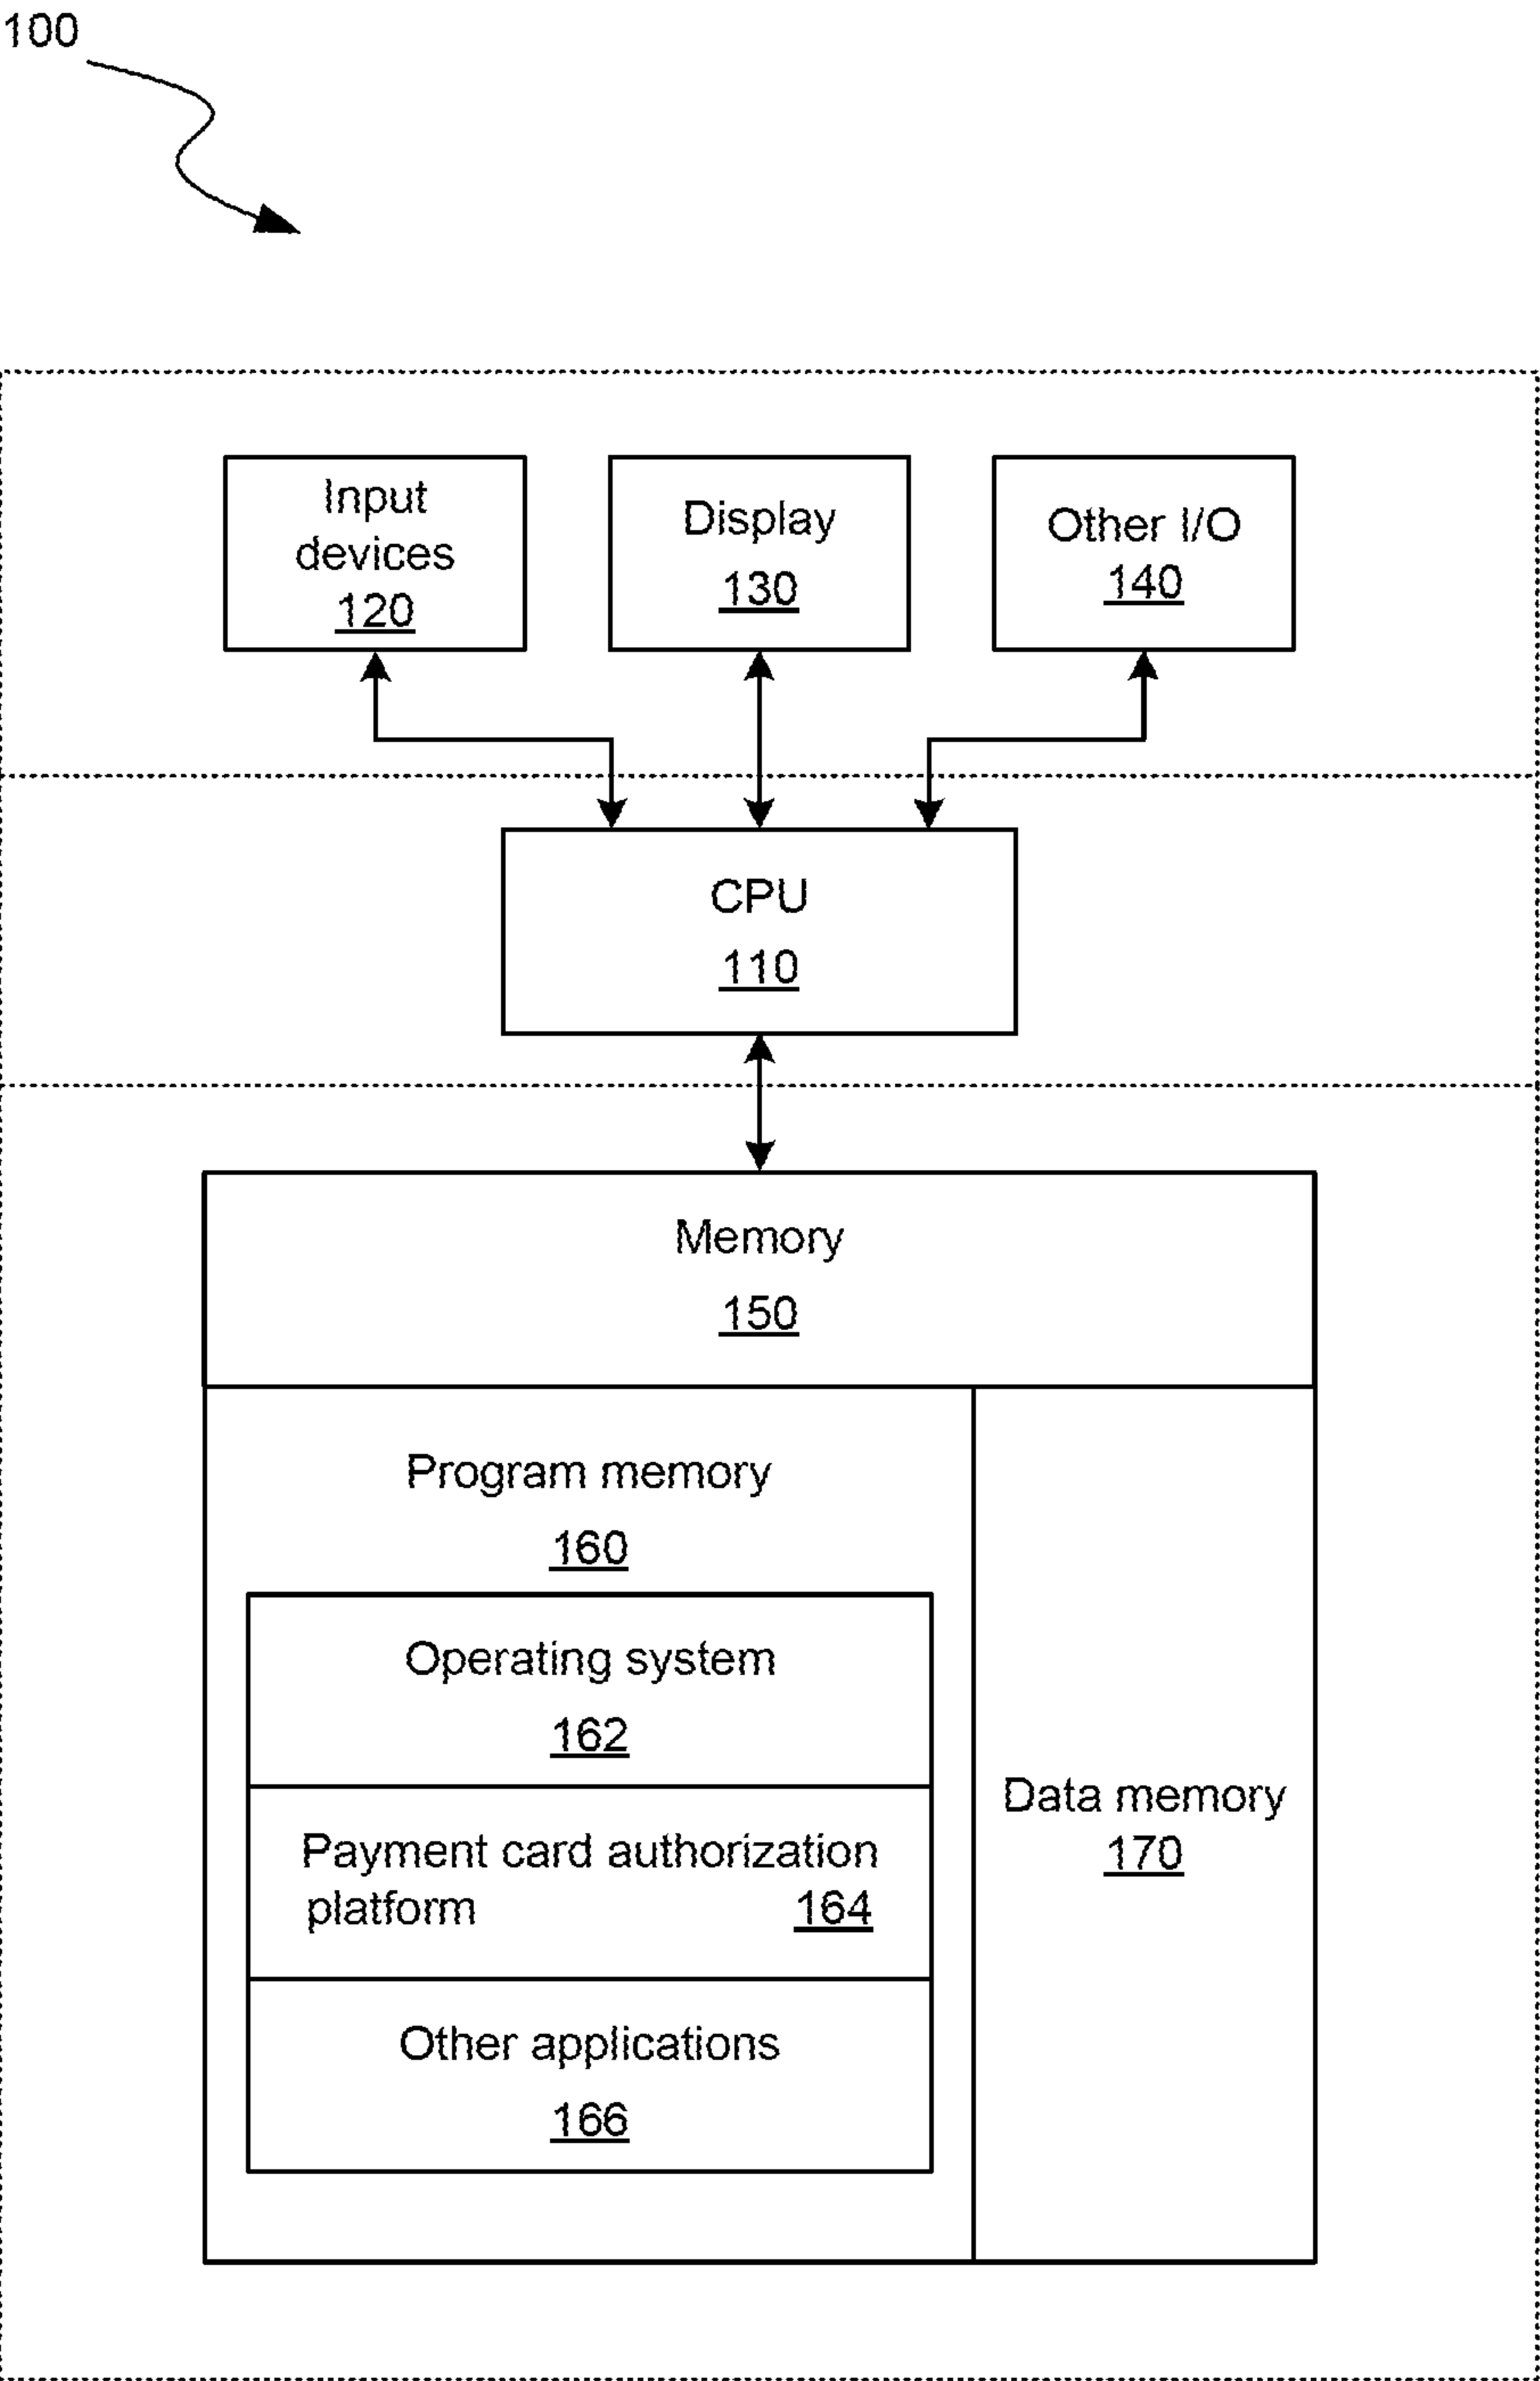 100
Input
devices
120
Display
130
Other I/O
140
CPU
110
Memory
150
Program memory
160
Operating system
162
Payment card authorization
platform 164
Other applications
166
Data memory
170